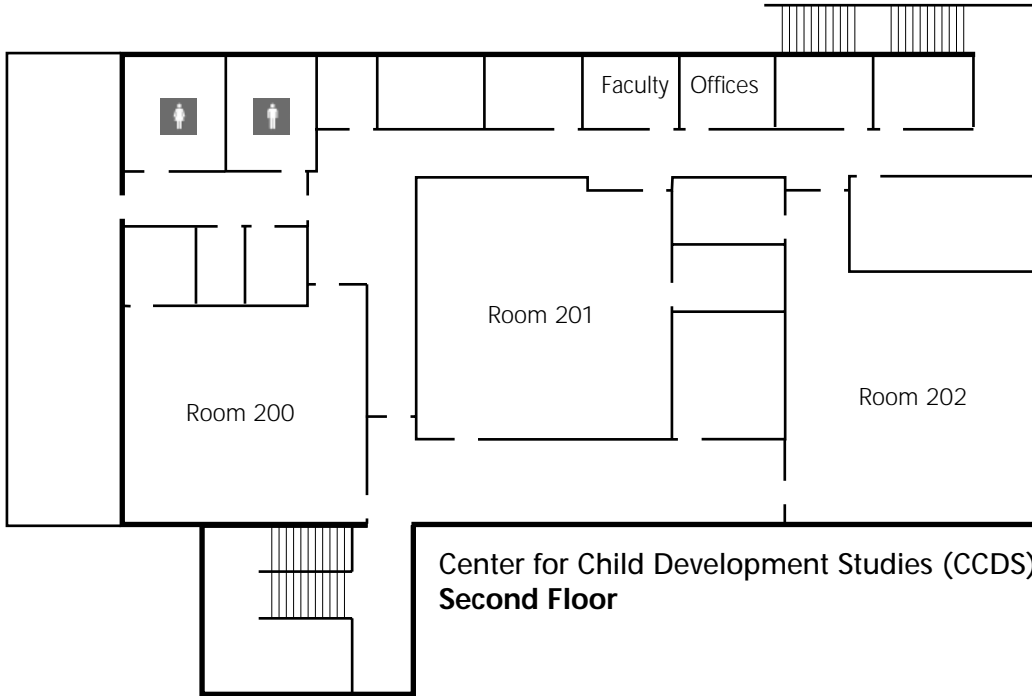 Faculty Offices
Room 201
Room 202
Room 200
Center for Child Development Studies (CCDS)
Second Floor